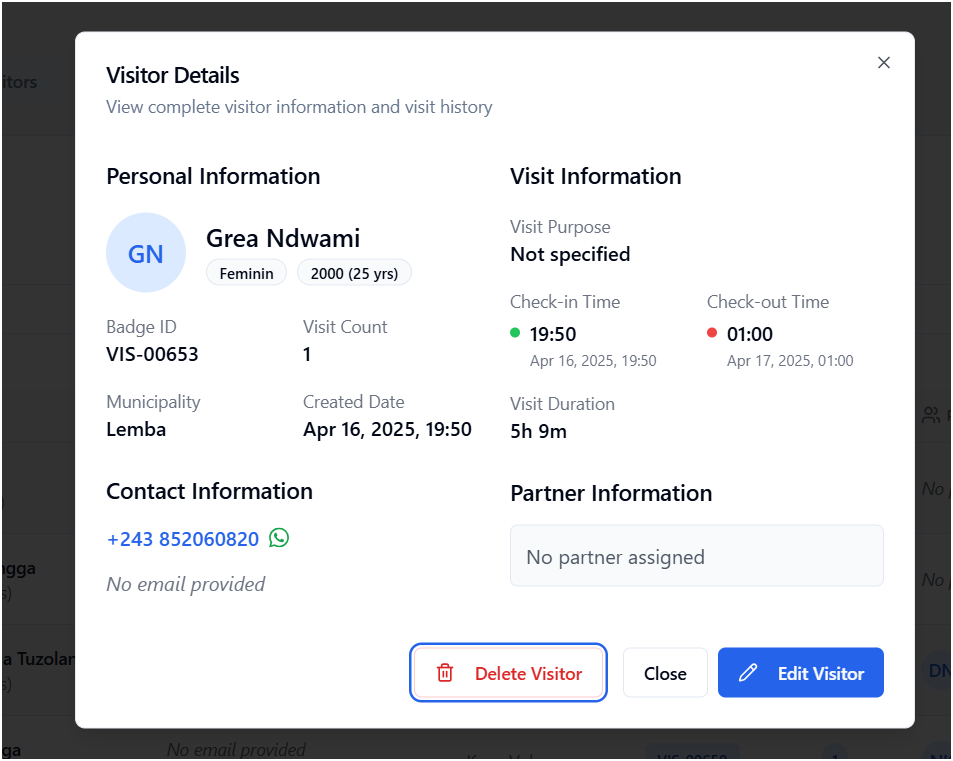 Visitor Details
View complete visitor information and visit history
itors
Personal Information
GN
Grea Ndwami
Feminin
2000 (25 yrs)
Badge ID
VIS-00653
Visit Count
1
Municipality
Lemba
Created Date
Apr 16, 2025, 19:50
Contact Information
+243 852060820
No email provided
Visit Information
Visit Purpose
Not specified
Check-in Time
19:50
Apr 16, 2025, 19:50
Check-out Time
01:00
Apr 17, 2025, 01:00
Visit Duration
5h 9m
Partner Information
No partner assigned
Delete Visitor
Close
Edit Visitor
ngga
s)
a Tuzolan
s)
No
No
DN
ga
No email provided
VIS-00650
1